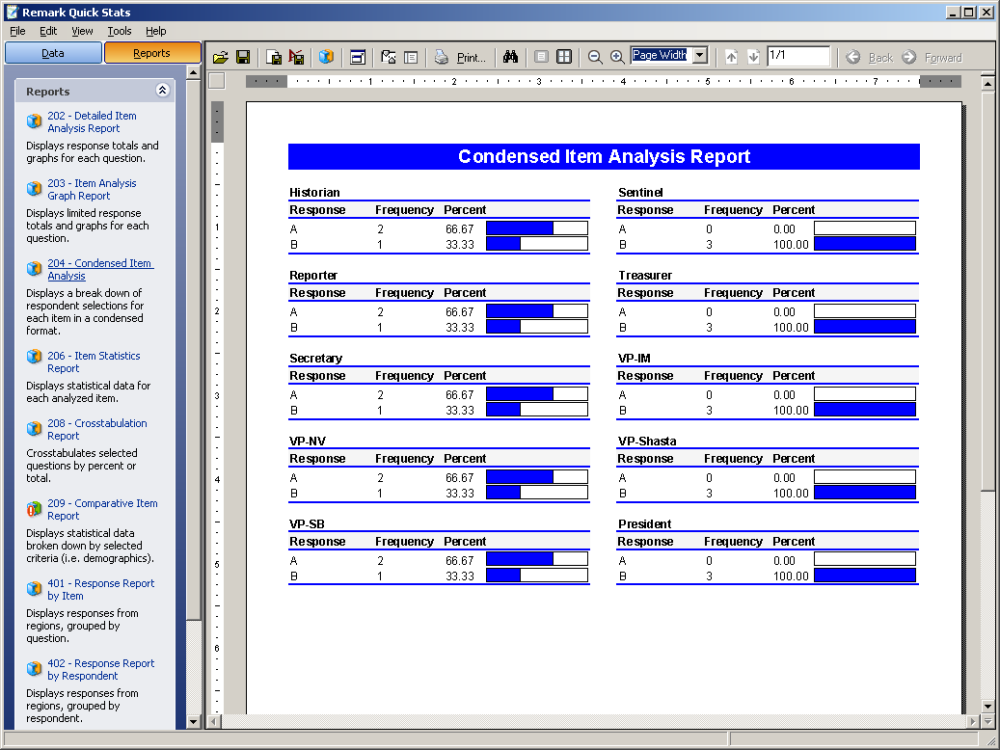 Remark Quick Stats
File Edit View Tools Help
Data Reports
Print... Page Width 1/1 Back Forward
Reports
202 - Detailed Item
Analysis Report
Displays response totals and
graphs for each question.
203 - Item Analysis
Graph Report
Displays limited response
totals and graphs for each
question.
204 - Condensed Item
Analysis
Displays a break down of
respondent selections for
each item in a condensed
format.
206 - Item Statistics
Report
Displays statistical data for
each analyzed item.
208 - Crosstabulation
Report
Crosstabulates selected
questions by percent or
total.
209 - Comparative Item
Report
Displays statistical data
broken down by selected
criteria (i.e. demographics).
401 - Response Report
by Item
Displays responses from
regions, grouped by
question.
402 - Response Report
by Respondent
Displays responses from
regions, grouped by
respondent.
1 2 3 4 5 6 7
1
2
3
4
5
6
Condensed Item Analysis Report
Historian
Response Frequency Percent
A 2 66.67
B 1 33.33
Reporter
Response Frequency Percent
A 2 66.67
B 1 33.33
Secretary
Response Frequency Percent
A 2 66.67
B 1 33.33
VP-NV
Response Frequency Percent
A 2 66.67
B 1 33.33
VP-SB
Response Frequency Percent
A 2 66.67
B 1 33.33
Sentinel
Response Frequency Percent
A 0 0.00
B 3 100.00
Treasurer
Response Frequency Percent
A 0 0.00
B 3 100.00
VP-IM
Response Frequency Percent
A 0 0.00
B 3 100.00
VP-Shasta
Response Frequency Percent
A 0 0.00
B 3 100.00
President
Response Frequency Percent
A 0 0.00
B 3 100.00